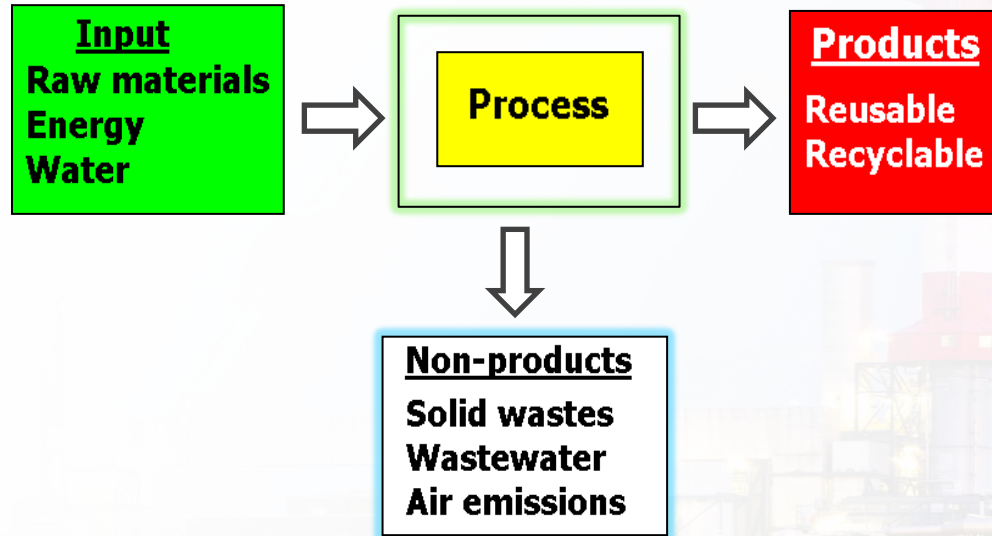 Input
Raw materials
Energy
Water
Process
Products
Reusable
Recyclable
Non-products
Solid wastes
Wastewater
Air emissions